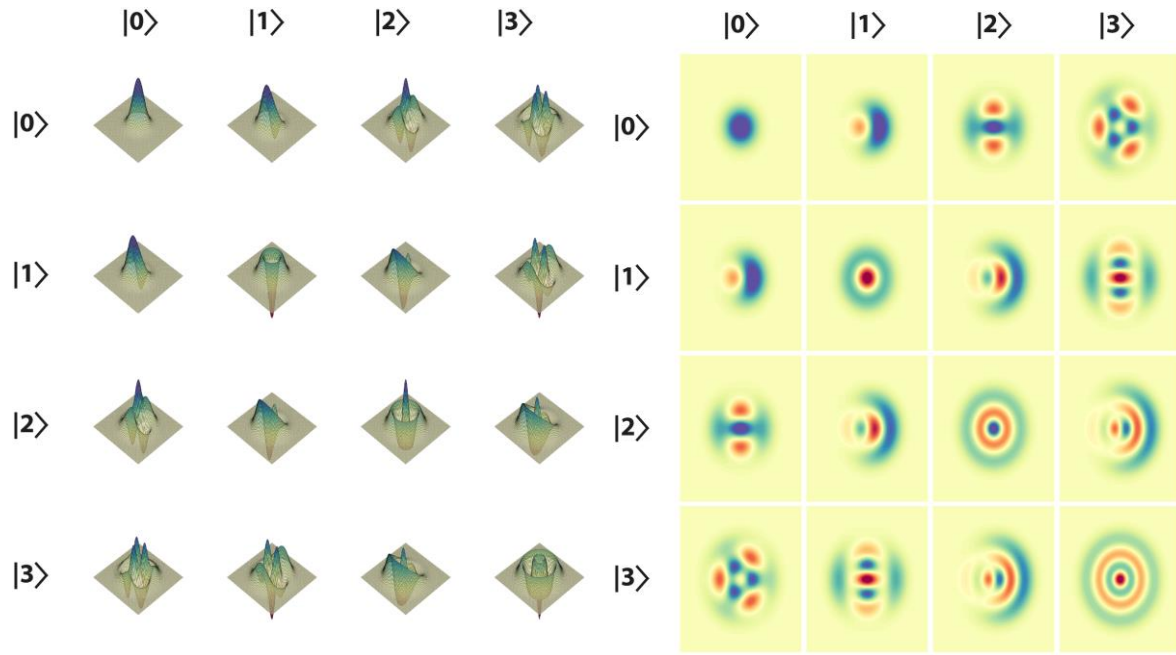 |0⟩ |1⟩ |2⟩ |3⟩ |0⟩ |1⟩ |2⟩ |3⟩
|0⟩ |0⟩
|1⟩ |1⟩
|2⟩ |2⟩
|3⟩ |3⟩